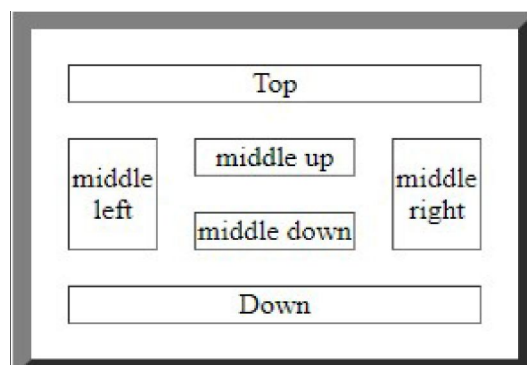 Top
middle up
middle
left
middle
right
middle down
Down